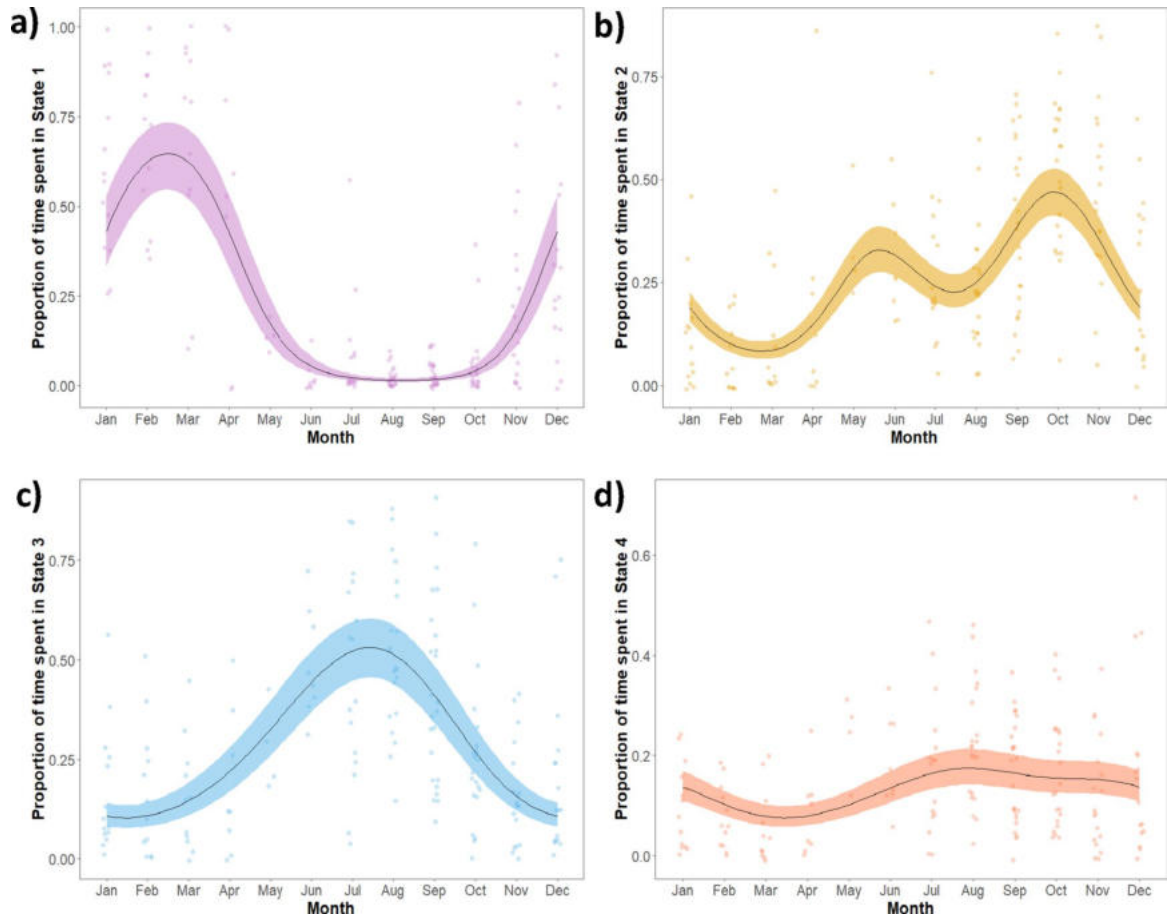 a)
Proportion of time spent in State 1
1.00
0.75
0.50
0.25
0.00
Jan Feb Mar Apr May Jun Jul Aug Sep Oct Nov Dec
Month
b)
Proportion of time spent in State 2
0.75
0.50
0.25
0.00
Jan Feb Mar Apr May Jun Jul Aug Sep Oct Nov Dec
Month
c)
Proportion of time spent in State 3
0.75
0.50
0.25
0.00
Jan Feb Mar Apr May Jun Jul Aug Sep Oct Nov Dec
Month
d)
Proportion of time spent in State 4
0.6
0.4
0.2
0.0
Jan Feb Mar Apr May Jun Jul Aug Sep Oct Nov Dec
Month